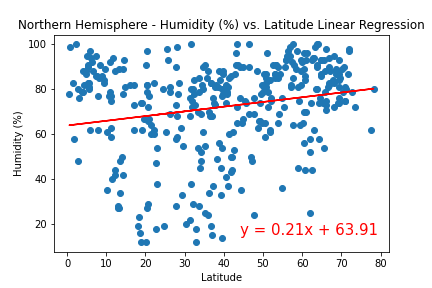 Northern Hemisphere - Humidity (%) vs. Latitude Linear Regression
100
80
60
40
20
Humidity (%)
y = 0.21x + 63.91
0 10 20 30 40 50 60 70 80
Latitude